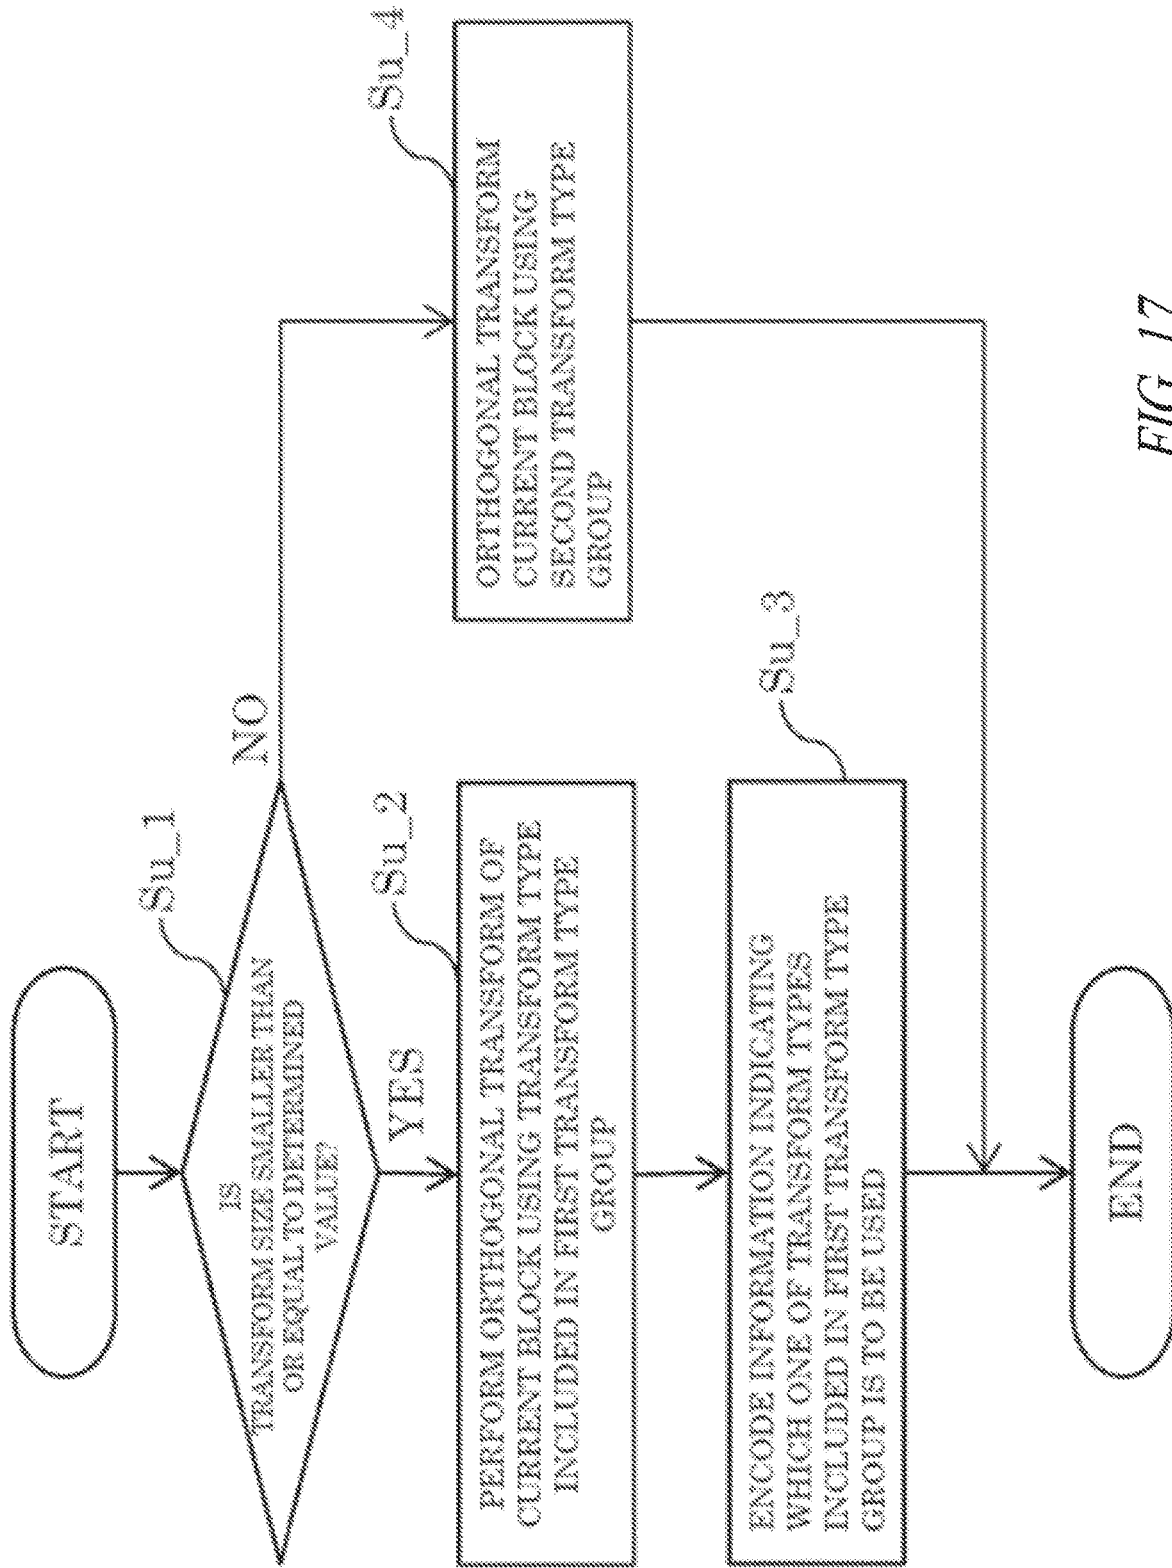 START
Su_1
IS
TRANSFORM SIZE SMALLER THAN
OR EQUAL TO DETERMINED
VALUE?
NO
YES
Su_2
PERFORM ORTHOGONAL TRANSFORM OF
CURRENT BLOCK USING TRANSFORM TYPE
INCLUDED IN FIRST TRANSFORM TYPE
GROUP
Su_4
ORTHOGONAL TRANSFORM
CURRENT BLOCK USING
SECOND TRANSFORM TYPE
GROUP
Su_3
ENCODE INFORMATION INDICATING
WHICH ONE OF TRANSFORM TYPES
INCLUDED IN FIRST TRANSFORM TYPE
GROUP IS TO BE USED
END
FIG. 17